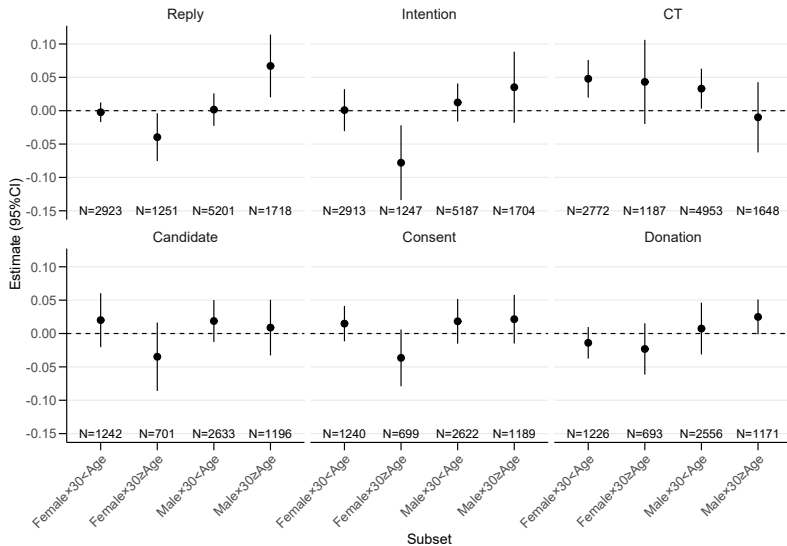 Reply Intention CT
0.10
0.05
0.00
-0.05
-0.10
-0.15
N=2923 N=1251 N=5201 N=1718 N=2913 N=1247 N=5187 N=1704 N=2772 N=1187 N=4953 N=1648
Estimate (95%CI)
Candidate Consent Donation
0.10
0.05
0.00
-0.05
-0.10
-0.15
N=1242 N=701 N=2633 N=1196 N=1240 N=699 N=2622 N=1189 N=1226 N=693 N=2556 N=1171
Female×30<Age Female×30≥Age Male×30<Age Male×30≥Age Female×30<Age Female×30≥Age Male×30<Age Male×30≥Age Female×30<Age Female×30≥Age Male×30<Age Male×30≥Age
Subset